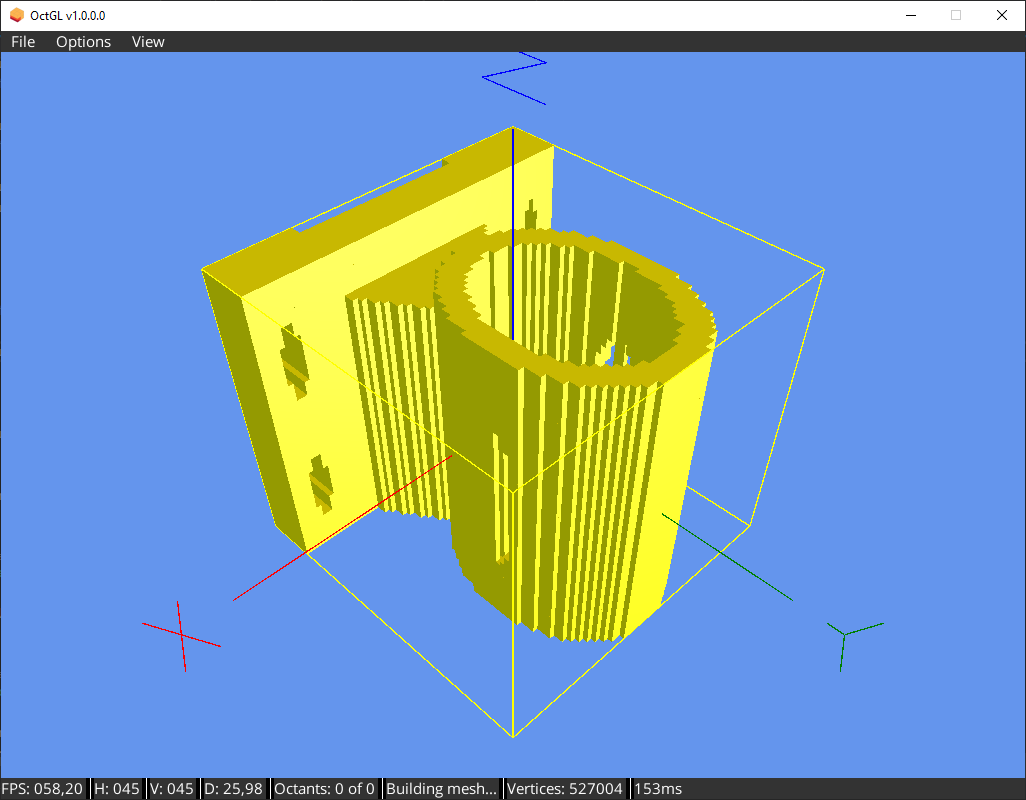 OctGL v1.0.0.0
File Options View
Z
X
Y
FPS: 058,20 H: 045 V: 045 D: 25,98 Octants: 0 of 0 Building mesh... Vertices: 527004 153ms